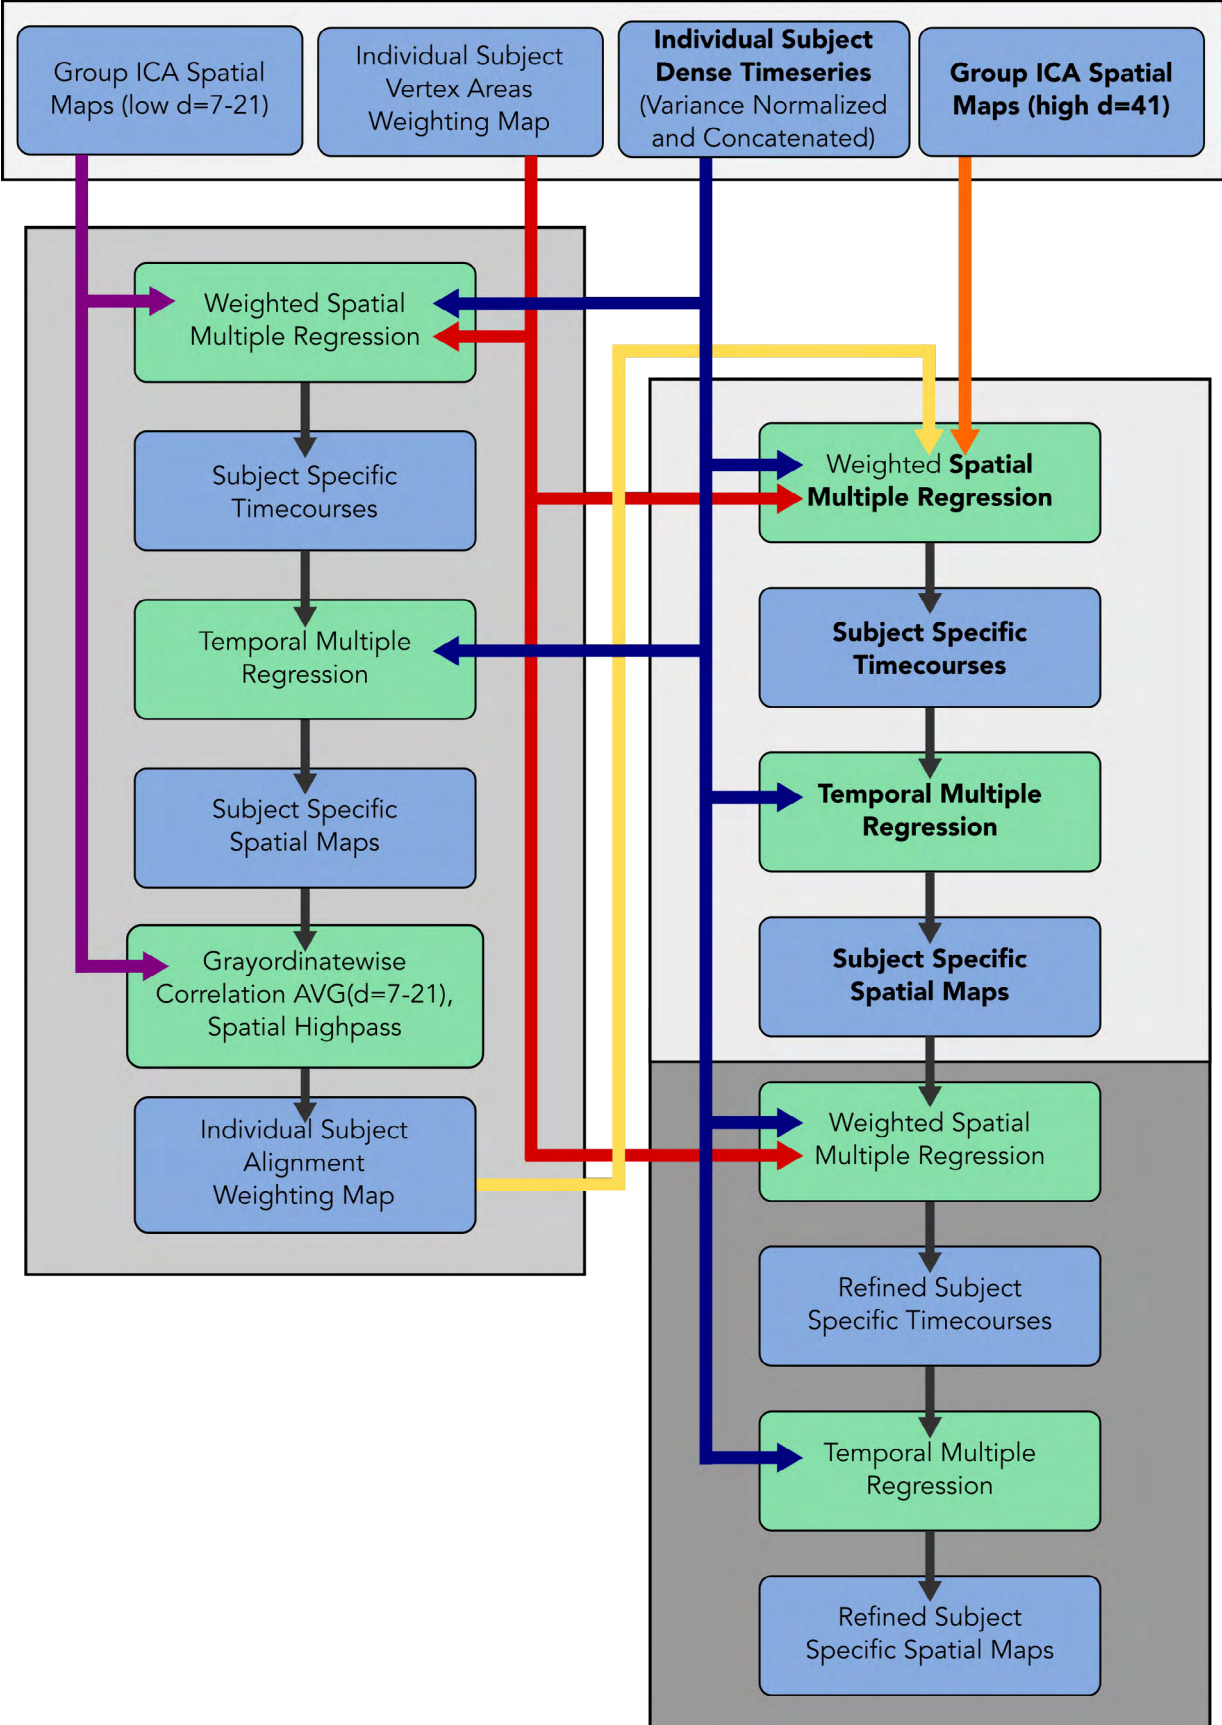 Group ICA Spatial
Maps (low d=7-21)
Individual Subject
Vertex Areas
Weighting Map
Individual Subject
Dense Timeseries
(Variance Normalized
and Concatenated)
Group ICA Spatial
Maps (high d=41)
Weighted Spatial
Multiple Regression
Subject Specific
Timecourses
Temporal Multiple
Regression
Subject Specific
Spatial Maps
Grayordinatewise
Correlation AVG(d=7-21),
Spatial Highpass
Individual Subject
Alignment
Weighting Map
Weighted Spatial
Multiple Regression
Subject Specific
Timecourses
Temporal Multiple
Regression
Subject Specific
Spatial Maps
Weighted Spatial
Multiple Regression
Refined Subject
Specific Timecourses
Temporal Multiple
Regression
Refined Subject
Specific Spatial Maps